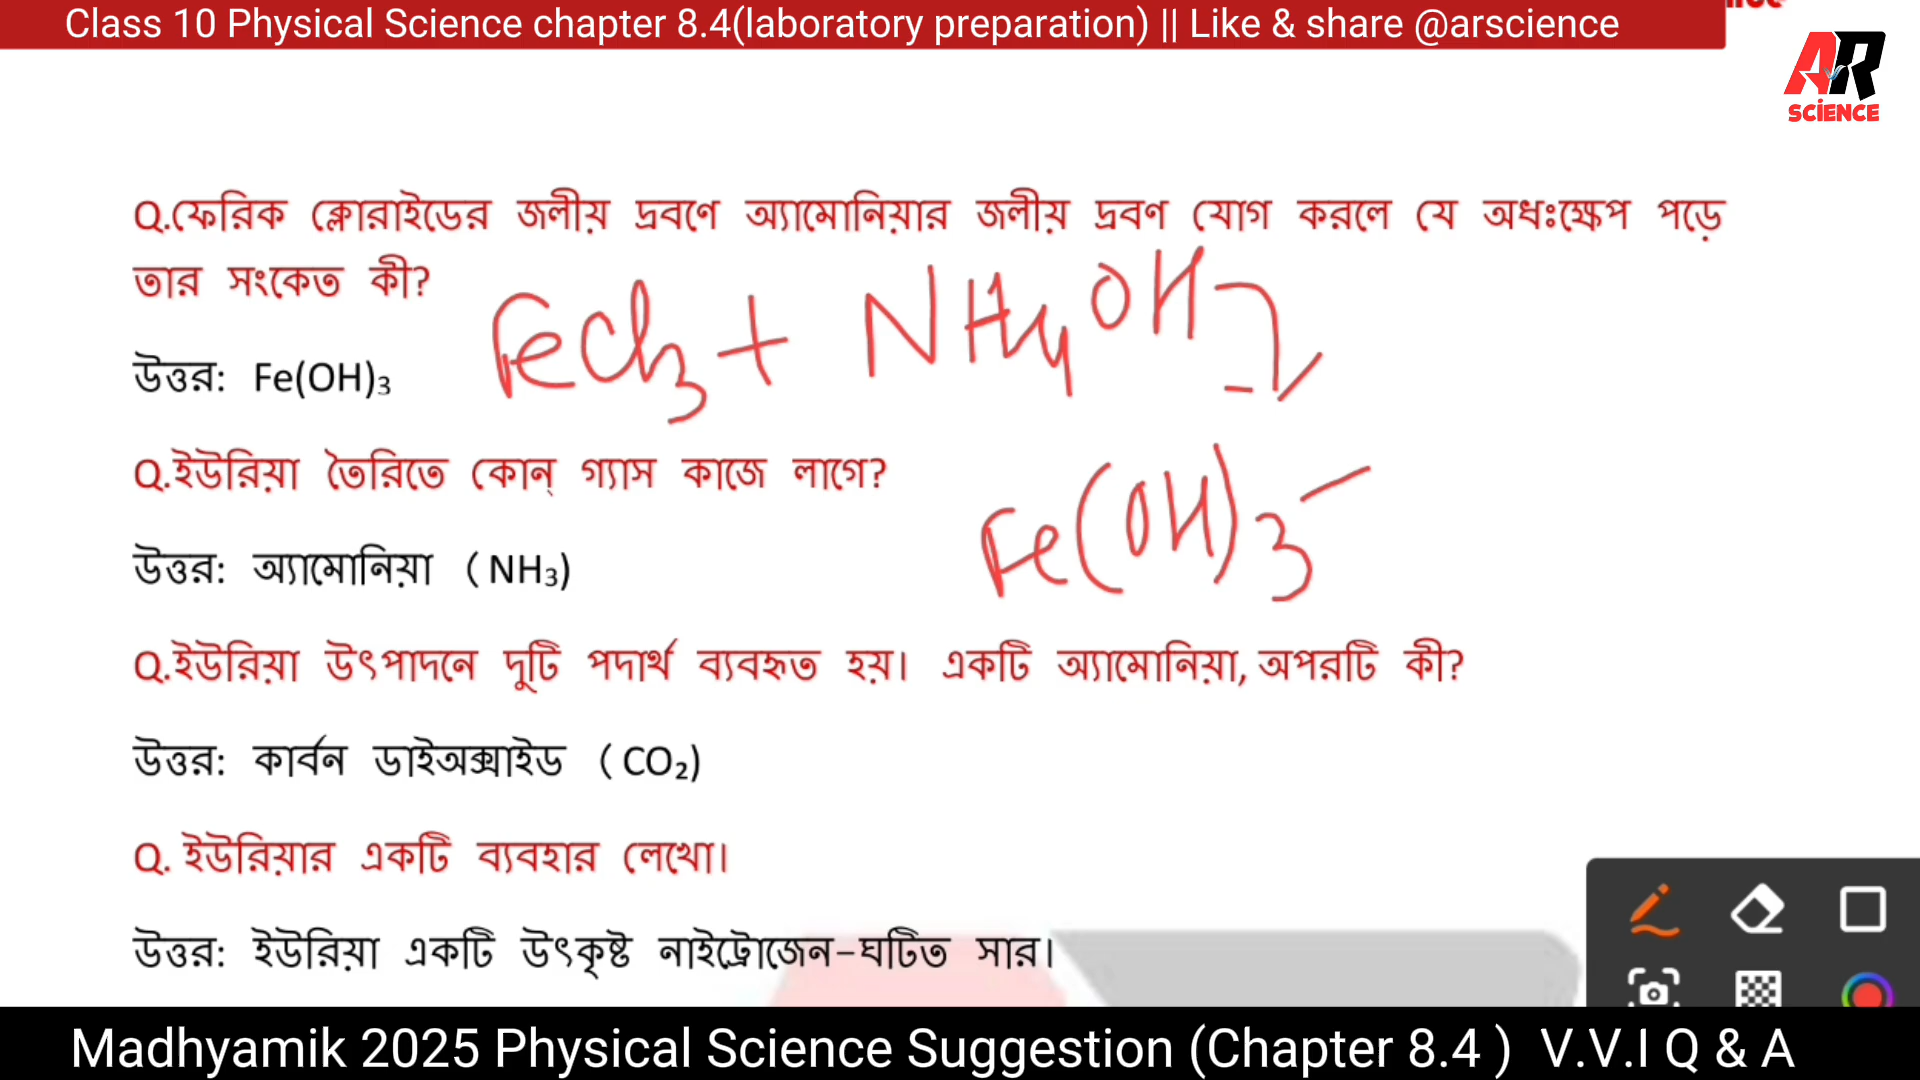 Class 10 Physical Science chapter 8.4(laboratory preparation) || Like & share @arscience
AR
SCiENCE
Q.ফেরিক ক্লোরাইডের জলীয় দ্রবণে অ্যামোনিয়ার জলীয় দ্রবণ যোগ করলে যে অধঃক্ষেপ পড়ে
তার সংকেত কী?
FeCl₃ + NH₄OH
উত্তর: Fe(OH)₃
Q.ইউরিয়া তৈরিতে কোন্ গ্যাস কাজে লাগে?
Fe(OH)₃
উত্তর: অ্যামোনিয়া (NH₃)
Q.ইউরিয়া উৎপাদনে দুটি পদার্থ ব্যবহৃত হয়। একটি অ্যামোনিয়া, অপরটি কী?
উত্তর: কার্বন ডাইঅক্সাইড (CO₂)
Q. ইউরিয়ার একটি ব্যবহার লেখো।
উত্তর: ইউরিয়া একটি উৎকৃষ্ট নাইট্রোজেন-ঘটিত সার।
Madhyamik 2025 Physical Science Suggestion (Chapter 8.4 ) V.V.I Q & A